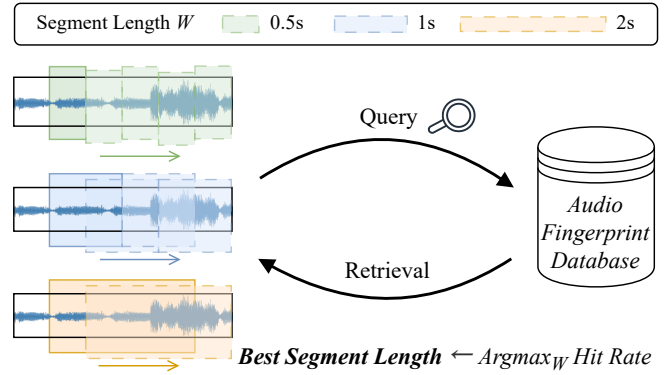 Segment Length W 0.5s 1s 2s
Query
Audio
Fingerprint
Database
Retrieval
Best Segment Length ← Argmax_W Hit Rate